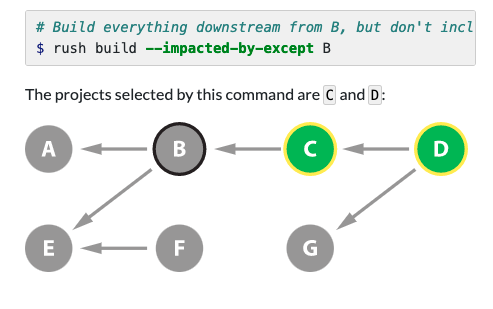 # Build everything downstream from B, but don't incl
$ rush build --impacted-by-except B
The projects selected by this command are C and D:
A B C D
E F G